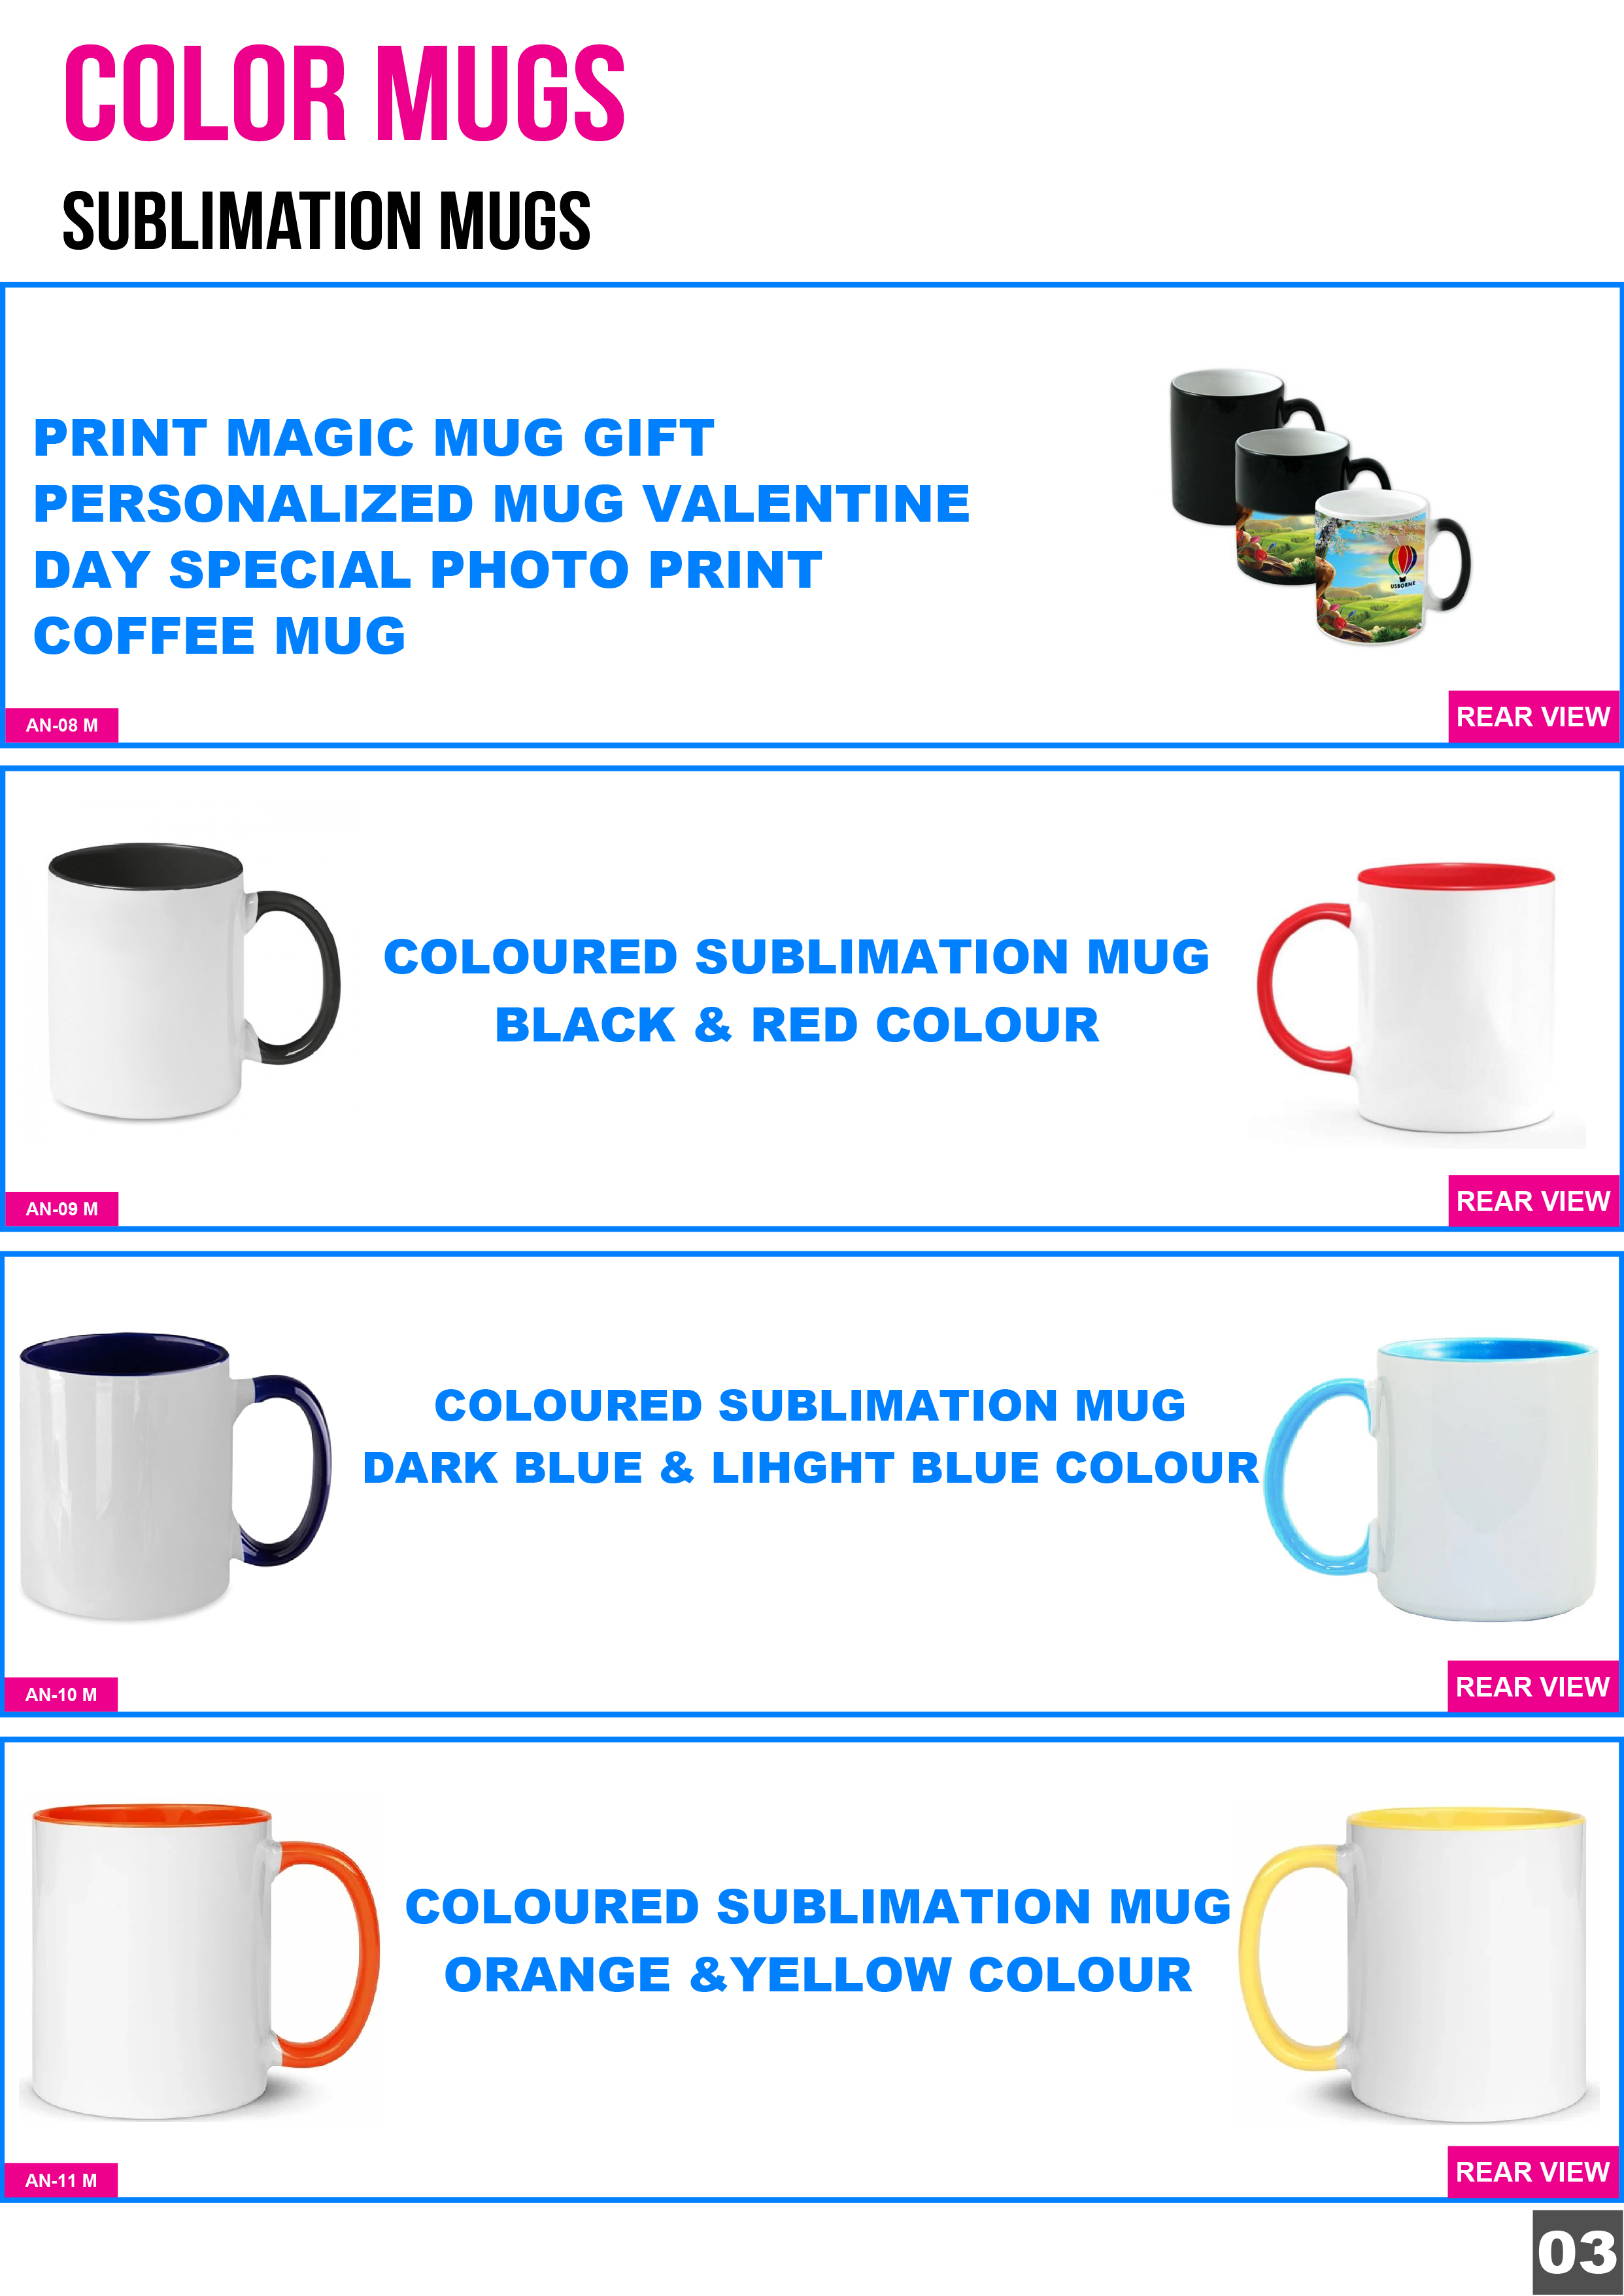 COLOR MUGS
SUBLIMATION MUGS
PRINT MAGIC MUG GIFT
PERSONALIZED MUG VALENTINE
DAY SPECIAL PHOTO PRINT
COFFEE MUG
USBORNE
AN-08 M
REAR VIEW
COLOURED SUBLIMATION MUG
BLACK & RED COLOUR
AN-09 M
REAR VIEW
COLOURED SUBLIMATION MUG
DARK BLUE & LIHGHT BLUE COLOUR
AN-10 M
REAR VIEW
COLOURED SUBLIMATION MUG
ORANGE &YELLOW COLOUR
AN-11 M
REAR VIEW
03